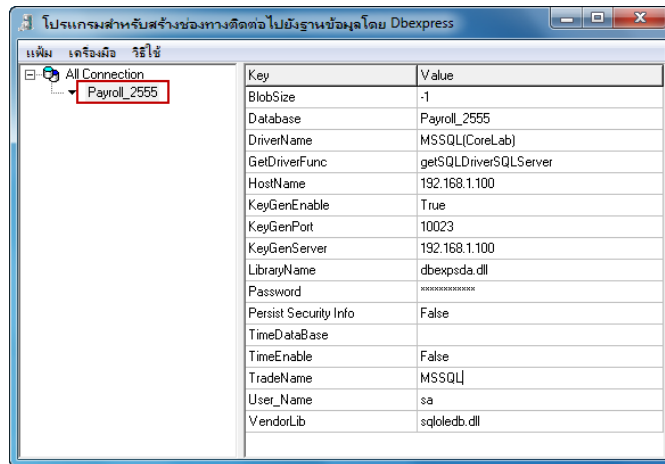 โปรแกรมสำหรับสร้างช่องทางติดต่อไปยังฐานข้อมูลโดย Dbexpress
แฟ้ม เครื่องมือ วิธีใช้
All Connection
Payroll_2555
Key Value
BlobSize -1
Database Payroll_2555
DriverName MSSQL(CoreLab)
GetDriverFunc getSQLDriverSQLServer
HostName 192.168.1.100
KeyGenEnable True
KeyGenPort 10023
KeyGenServer 192.168.1.100
LibraryName dbexpsda.dll
Password ************
Persist Security Info False
TimeDataBase
TimeEnable False
TradeName MSSQL
User_Name sa
VendorLib sqloledb.dll